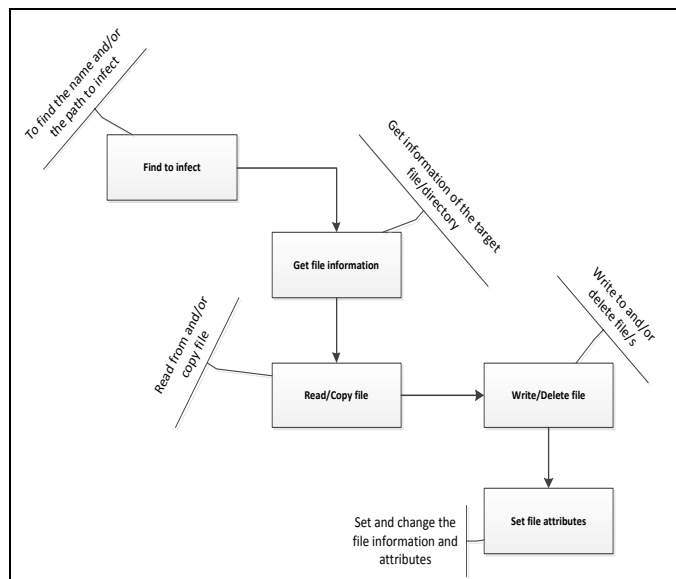 To find the name and/or
the path to infect
Find to infect
Get information of the target
file/directory
Get file information
Read from and/or
copy file
Read/Copy file
Write to and/or
delete file/s
Write/Delete file
Set and change the
file information and
attributes
Set file attributes